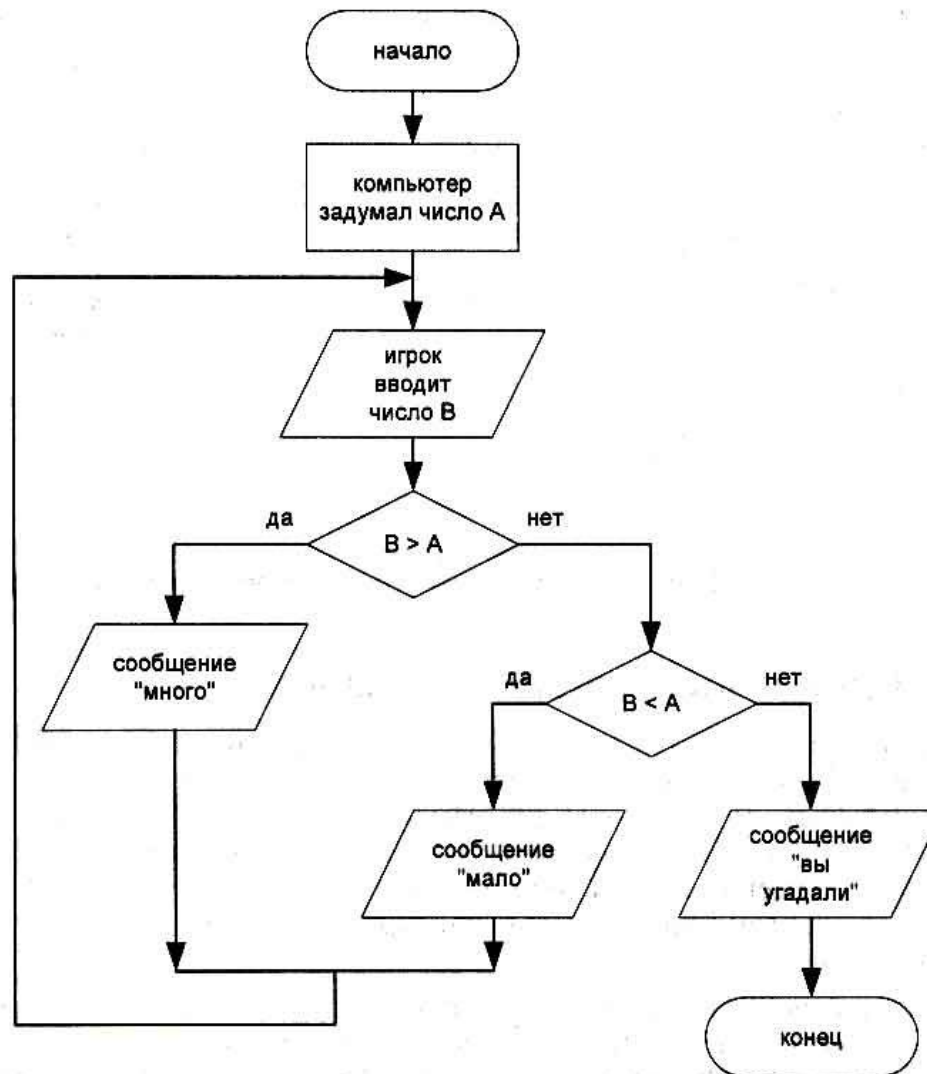 начало
компьютер
задумал число А
игрок
вводит
число В
да
нет
В > А
сообщение
"много"
да
нет
В < А
сообщение
"мало"
сообщение
"вы
угадали"
конец